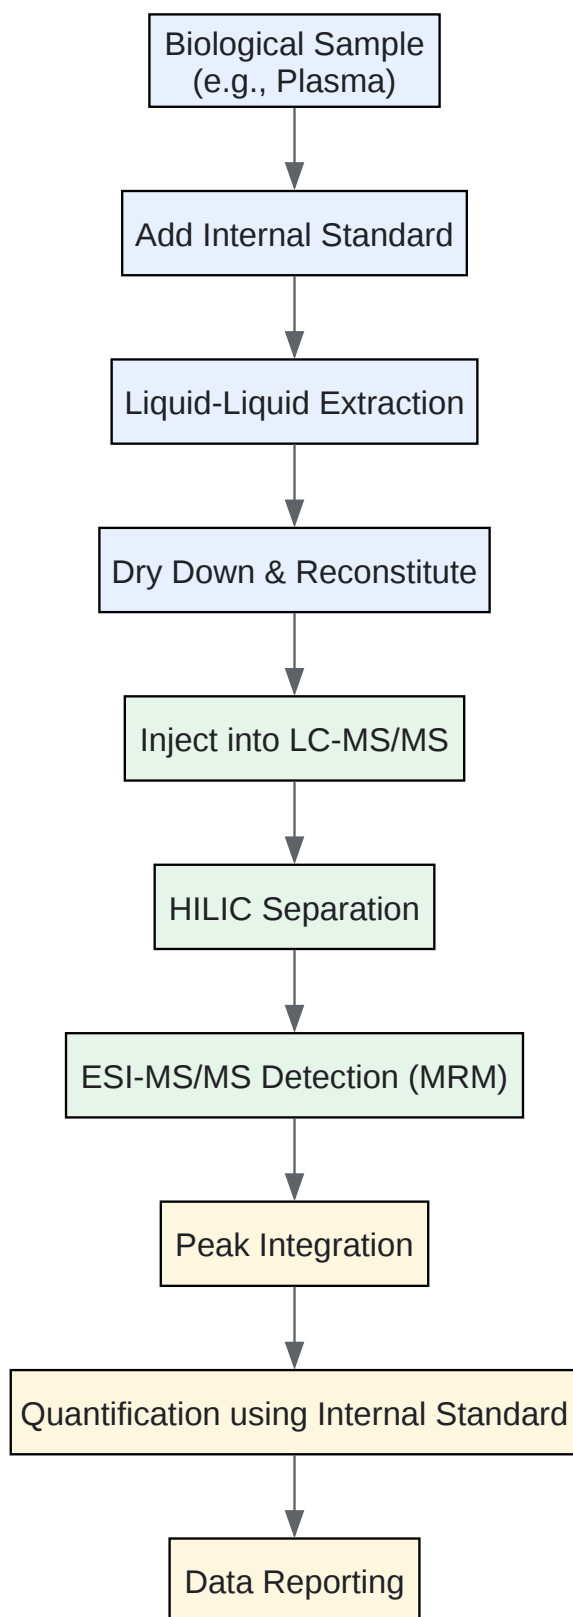 Biological Sample
(e.g., Plasma)
Add Internal Standard
Liquid-Liquid Extraction
Dry Down & Reconstitute
Inject into LC-MS/MS
HILIC Separation
ESI-MS/MS Detection (MRM)
Peak Integration
Quantification using Internal Standard
Data Reporting